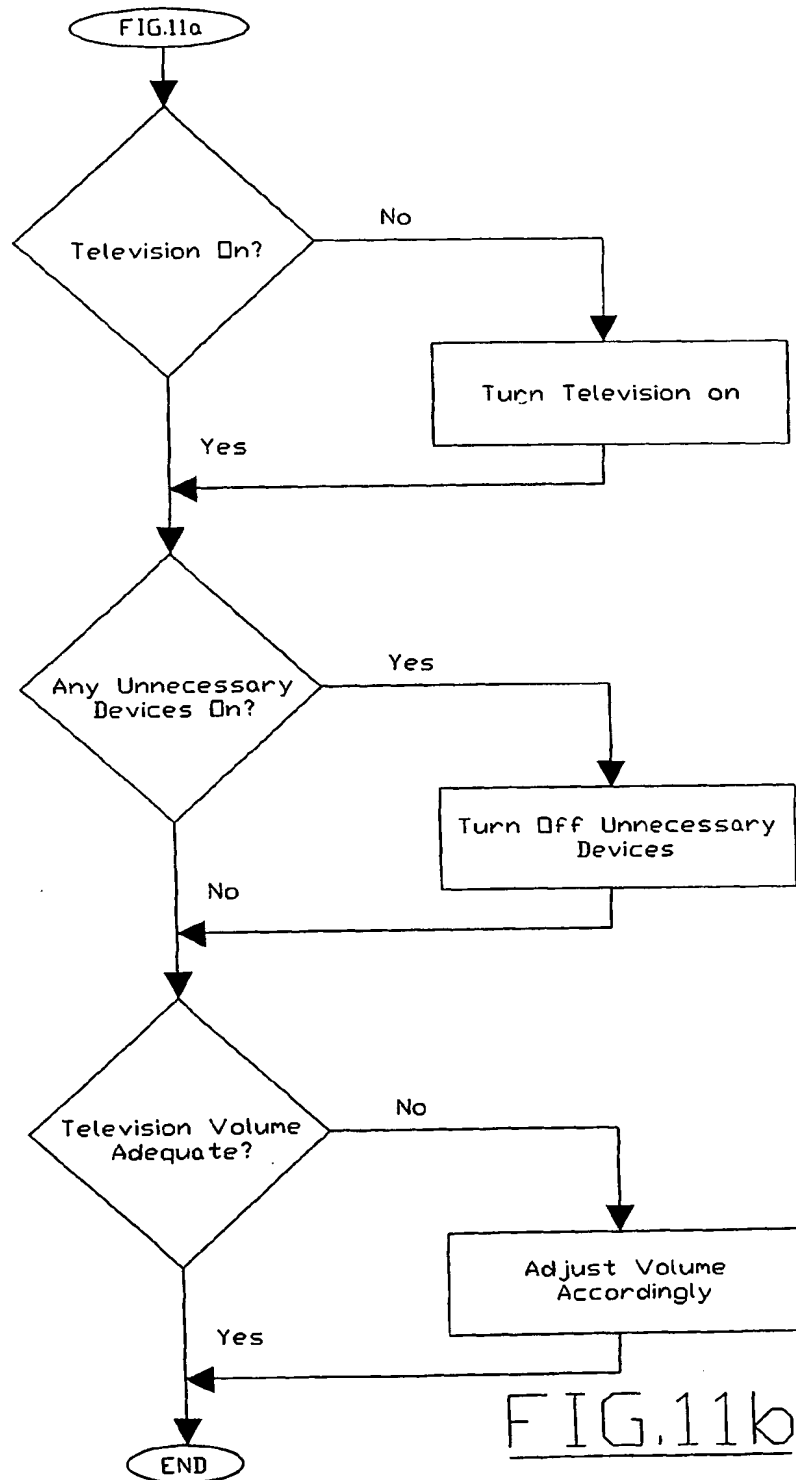 FIG.11a
Television On?
No
Turn Television on
Yes
Any Unnecessary
Devices On?
Yes
Turn Off Unnecessary
Devices
No
Television Volume
Adequate?
No
Adjust Volume
Accordingly
Yes
FIG.11b
END